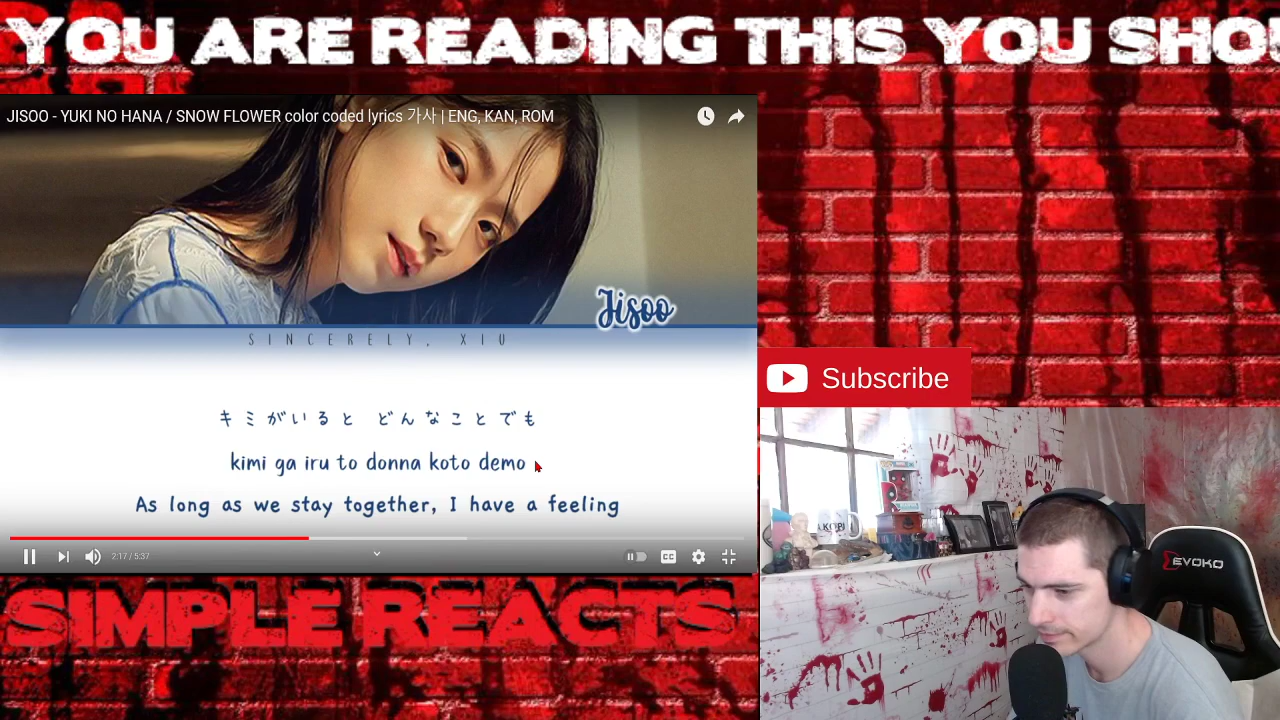 YOU ARE READING THIS YOU SHO
JISOO - YUKI NO HANA / SNOW FLOWER color coded lyrics 가사 | ENG, KAN, ROM
Jisoo
SINCERELY, XIU
キミがいると どんなことでも
kimi ga iru to donna koto demo
As long as we stay together, I have a feeling
2:17 / 5:37
CC
Subscribe
EVOKO
SIMPLE REACTS